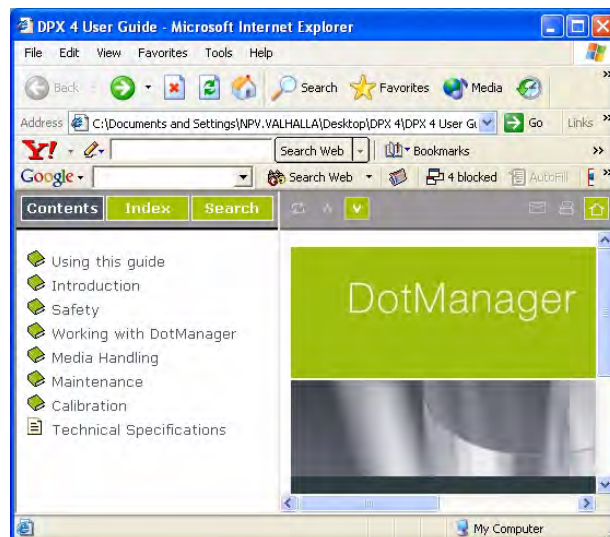 DPX 4 User Guide - Microsoft Internet Explorer
File Edit View Favorites Tools Help
Back Search Favorites Media »
Address C:\Documents and Settings\NPV.VALHALLA\Desktop\DPX 4\DPX 4 User Gu Go Links »
Y! Search Web Bookmarks »
Google Search Web 4 blocked AutoFill »
Contents Index Search
Using this guide
Introduction
Safety
Working with DotManager
Media Handling
Maintenance
Calibration
Technical Specifications
DotManager
My Computer